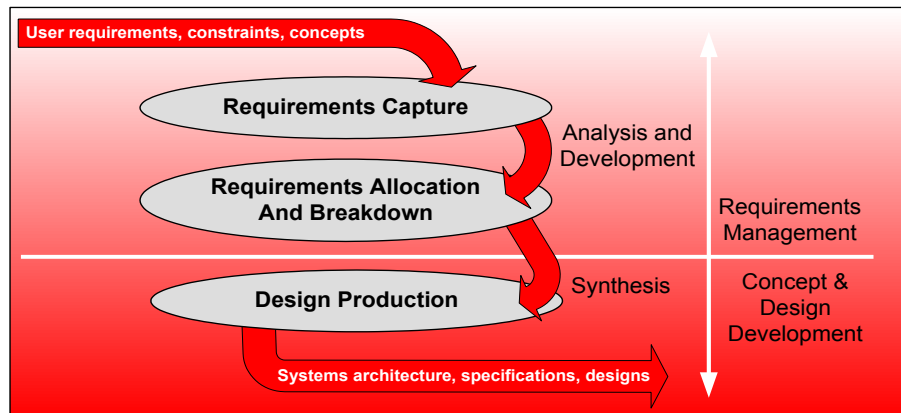 User requirements, constraints, concepts
Requirements Capture
Analysis and
Development
Requirements Allocation
And Breakdown
Requirements
Management
Design Production
Synthesis
Concept &
Design
Development
Systems architecture, specifications, designs